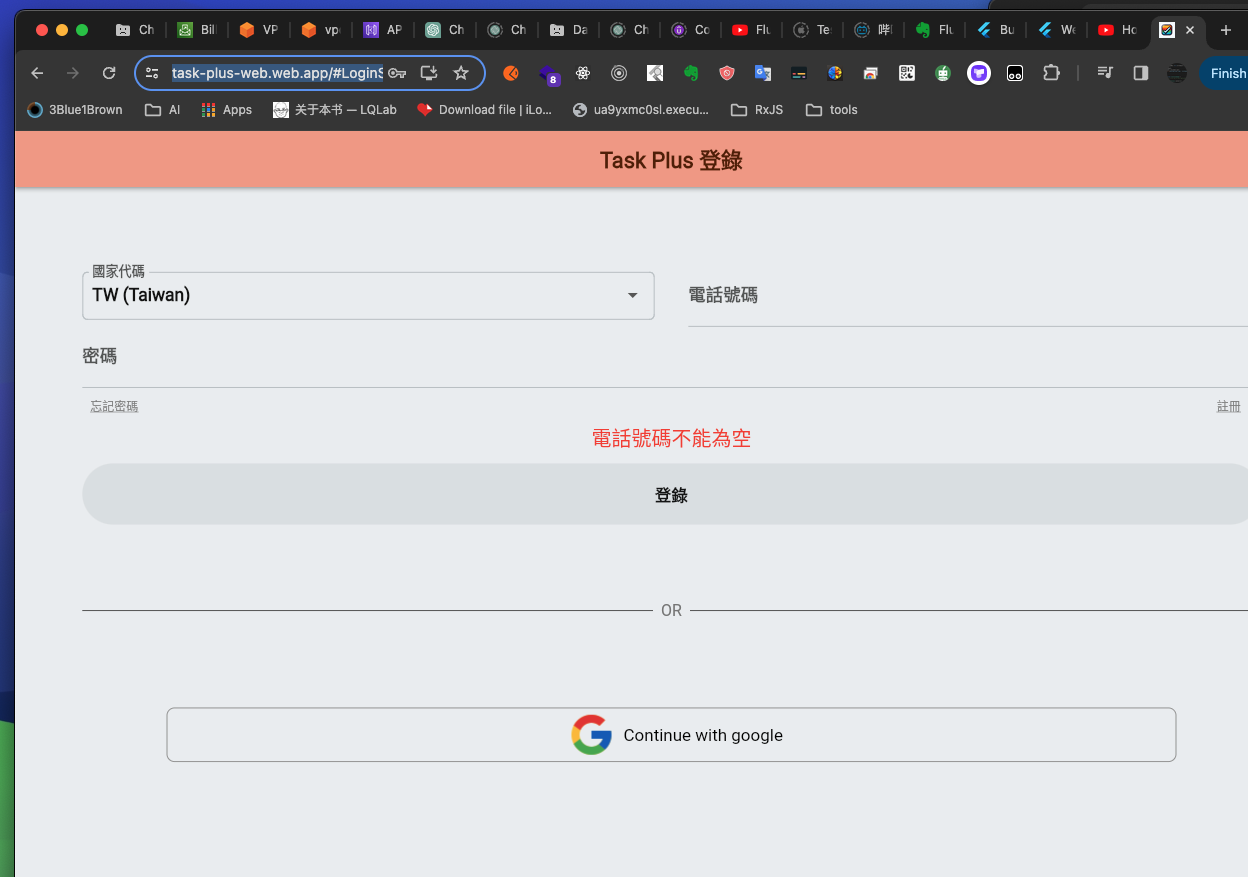 Ch Bil VP vp AP Ch Ch Da Ch Co Flu Te 嗶 Flu Bu We Ho
task-plus-web.web.app/#LoginS
8
Finish
3Blue1Brown AI Apps 关于本书 — LQLab Download file | iLo... ua9yxmc0sl.execu... RxJS tools
Task Plus 登錄
國家代碼
TW (Taiwan)
電話號碼
密碼
忘記密碼 註冊
電話號碼不能為空
登錄
OR
Continue with google